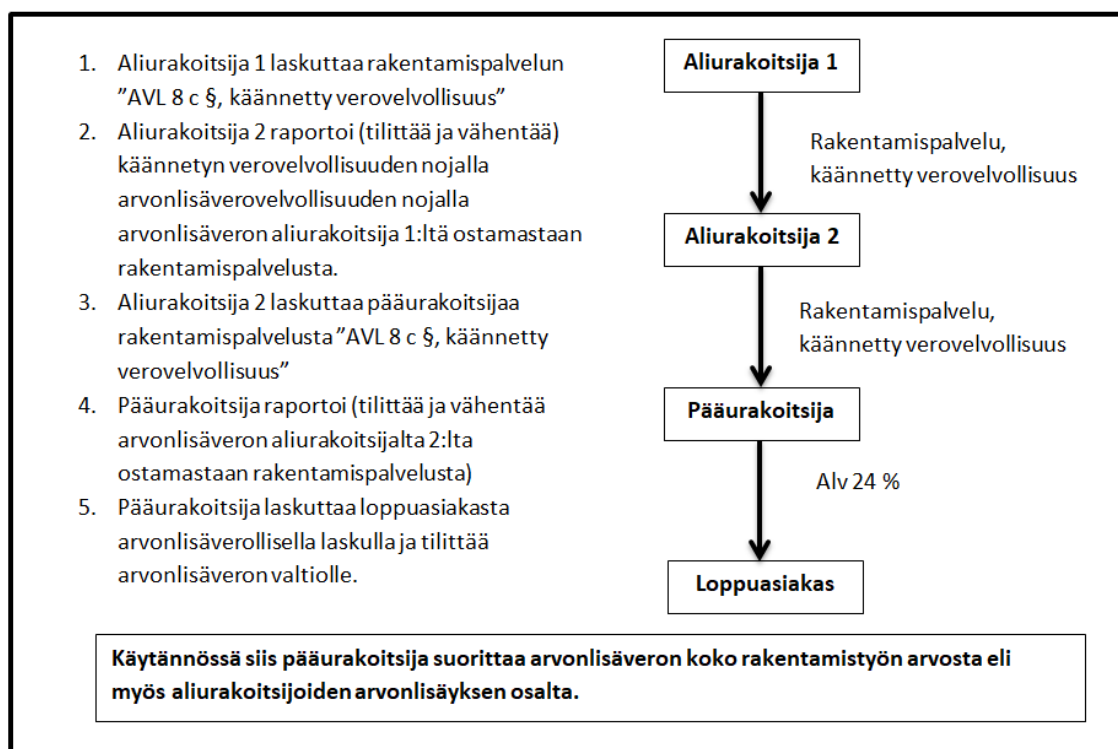 1. Aliurakoitsija 1 laskuttaa rakentamispalvelun
”AVL 8 c §, käännetty verovelvollisuus”
2. Aliurakoitsija 2 raportoi (tilittää ja vähentää)
käännetyn verovelvollisuuden nojalla
arvonlisäverovelvollisuuden nojalla
arvonlisäveron aliurakoitsija 1:ltä ostamastaan
rakentamispalvelusta.
3. Aliurakoitsija 2 laskuttaa pääurakoitsijaa
rakentamispalvelusta ”AVL 8 c §, käännetty
verovelvollisuus”
4. Pääurakoitsija raportoi (tilittää ja vähentää
arvonlisäveron aliurakoitsijalta 2:lta
ostamastaan rakentamispalvelusta)
5. Pääurakoitsija laskuttaa loppuasiakasta
arvonlisäverollisella laskulla ja tilittää
arvonlisäveron valtiolle.
Aliurakoitsija 1
Rakentamispalvelu,
käännetty verovelvollisuus
Aliurakoitsija 2
Rakentamispalvelu,
käännetty verovelvollisuus
Pääurakoitsija
Alv 24 %
Loppuasiakas
Käytännössä siis pääurakoitsija suorittaa arvonlisäveron koko rakentamistyön arvosta eli
myös aliurakoitsijoiden arvonlisäyksen osalta.